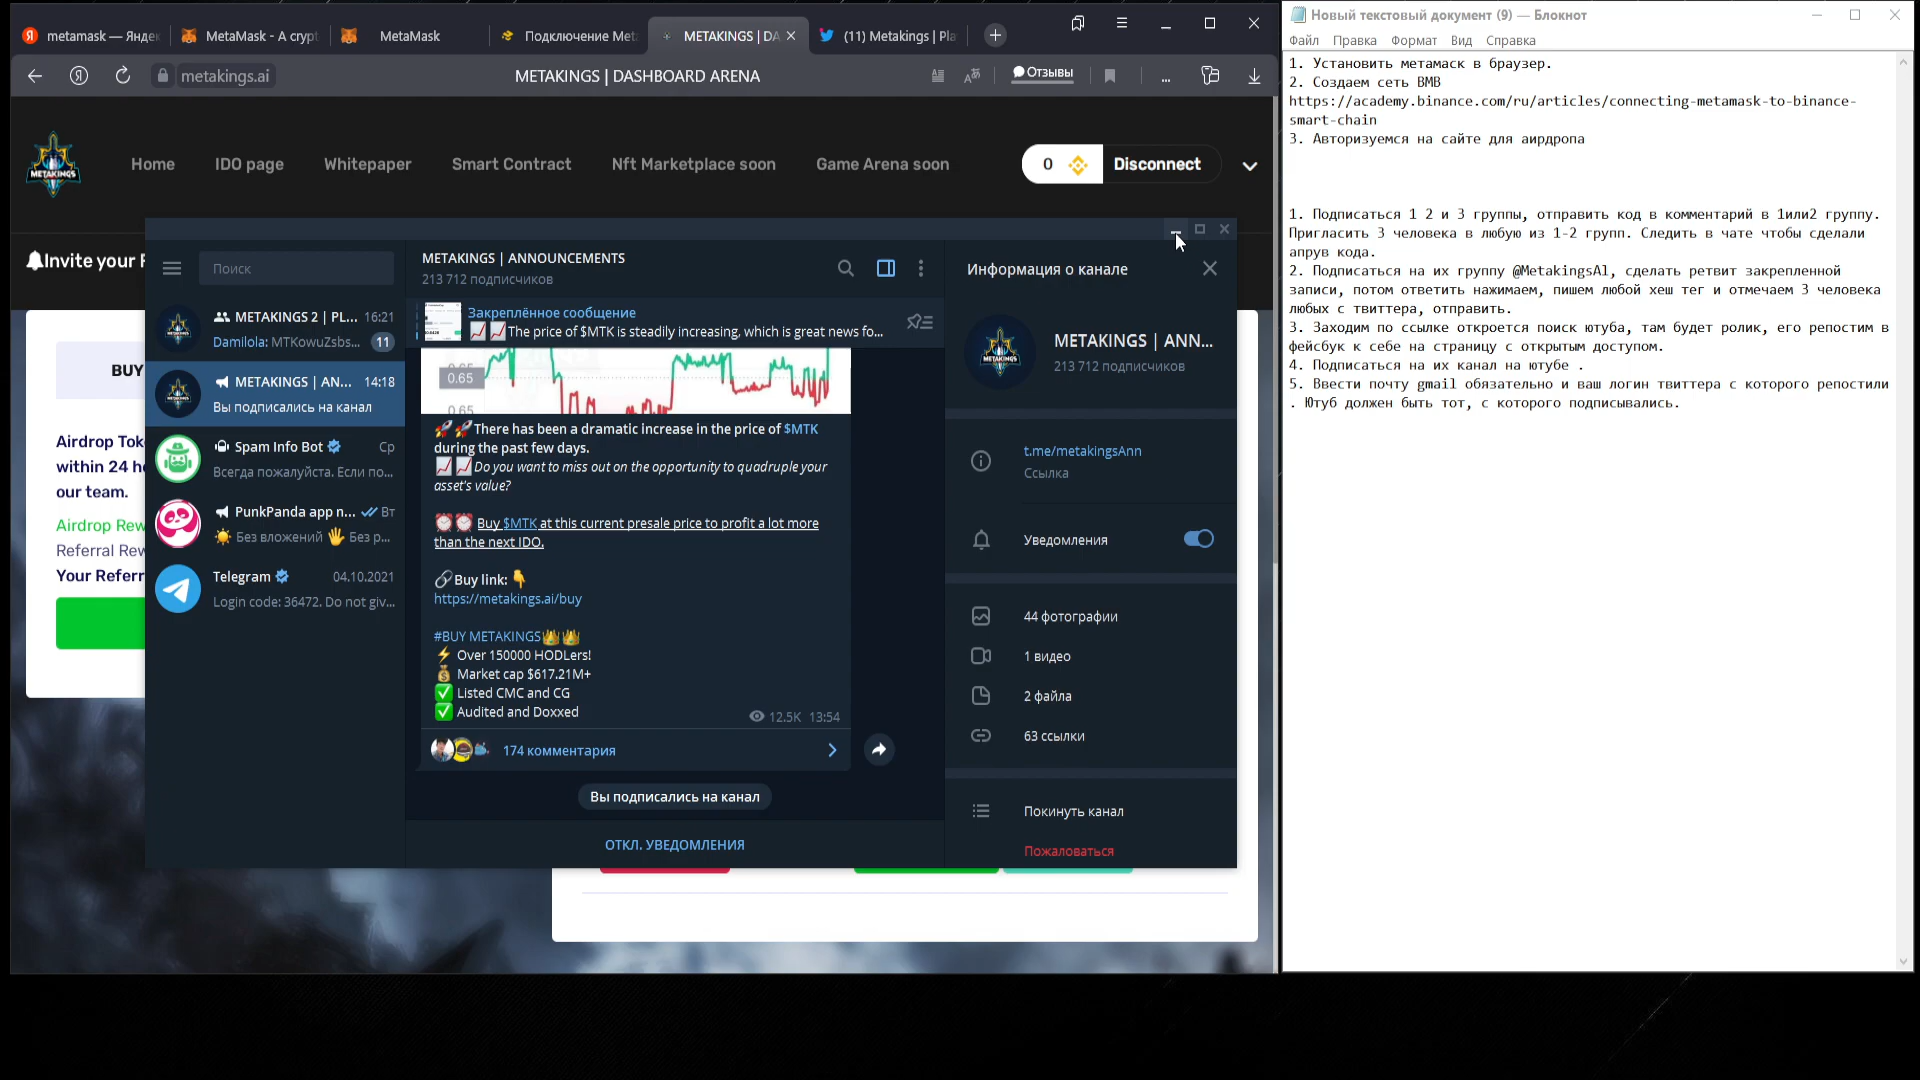 metamask — Яндек
MetaMask - A crypt
MetaMask
Подключение Met
METAKINGS | DA
(11) Metakings | Pla
metakings.ai
METAKINGS | DASHBOARD ARENA
Отзывы
METAKINGS
Home
IDO page
Whitepaper
Smart Contract
Nft Marketplace soon
Game Arena soon
0
Disconnect
Invite your F
BUY
Airdrop Tok
within 24 h
our team.
Airdrop Rew
Referral Rew
Your Referr
Поиск
METAKINGS 2 | PL... 16:21
Damilola: MTKowuZsbs... 11
METAKINGS | AN... 14:18
Вы подписались на канал
Spam Info Bot Ср
Всегда пожалуйста. Если по...
PunkPanda app n... Вт
Без вложений Без р...
Telegram 04.10.2021
Login code: 36472. Do not giv...
METAKINGS | ANNOUNCEMENTS
213 712 подписчиков
Закреплённое сообщение
The price of $MTK is steadily increasing, which is great news fo...
0.65
0.65
There has been a dramatic increase in the price of $MTK
during the past few days.
Do you want to miss out on the opportunity to quadruple your
asset's value?
Buy $MTK at this current presale price to profit a lot more
than the next IDO.
Buy link:
https://metakings.ai/buy
#BUY METAKINGS
Over 150000 HODLers!
Market cap $617.21M+
Listed CMC and CG
Audited and Doxxed
12.5K 13:54
174 комментария
Вы подписались на канал
ОТКЛ. УВЕДОМЛЕНИЯ
Информация о канале
METAKINGS | ANN...
213 712 подписчиков
t.me/metakingsAnn
Ссылка
Уведомления
44 фотографии
1 видео
2 файла
63 ссылки
Покинуть канал
Пожаловаться
Новый текстовый документ (9) — Блокнот
Файл Правка Формат Вид Справка
1. Установить метамаск в браузер.
2. Создаем сеть BMB
https://academy.binance.com/ru/articles/connecting-metamask-to-binance-
smart-chain
3. Авторизуемся на сайте для аирдропа
1. Подписаться 1 2 и 3 группы, отправить код в комментарий в 1или2 группу.
Пригласить 3 человека в любую из 1-2 групп. Следить в чате чтобы сделали
апрув кода.
2. Подписаться на их группу @MetakingsAl, сделать ретвит закрепленной
записи, потом ответить нажимаем, пишем любой хеш тег и отмечаем 3 человека
любых с твиттера, отправить.
3. Заходим по ссылке откроется поиск ютуба, там будет ролик, его репостим в
фейсбук к себе на страницу с открытым доступом.
4. Подписаться на их канал на ютубе .
5. Ввести почту gmail обязательно и ваш логин твиттера с которого репостили
. Ютуб должен быть тот, с которого подписывались.